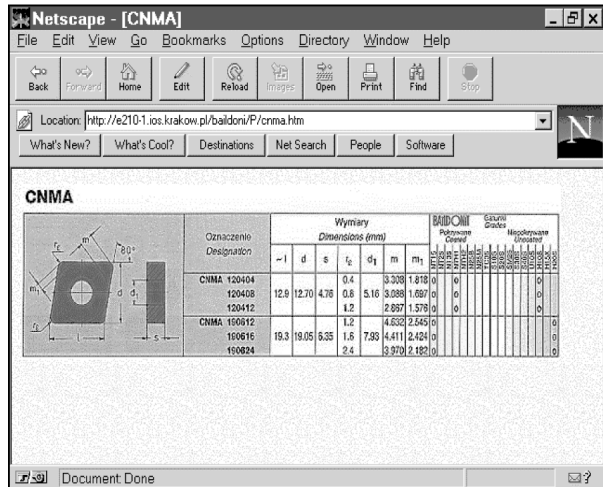 Netscape - [CNMA]
File Edit View Go Bookmarks Options Directory Window Help
Back Forward Home Edit Reload Images Open Print Find Stop
Location: http://e210-1.ios.krakow.pl/baildoni/P/cnma.htm
N
What's New? What's Cool? Destinations Net Search People Software
CNMA
Oznaczenie
Designation
Wymiary
Dimensions (mm)
~l d s rε d1 m m1
BAILDONIT Gatunki
Grades
Pokrywane
Coated
Niepokrywane
Uncoated
CNMA 120404 0.4 3.308 1.818
120408 12.9 12.70 4.76 0.8 5.16 3.088 1.697
120412 1.2 2.867 1.576
CNMA 190612 1.2 4.632 2.545
190616 19.3 19.05 6.35 1.6 7.93 4.411 2.424
190624 2.4 3.970 2.182
rε m 80°
m1 d d1
rε l s
Document: Done